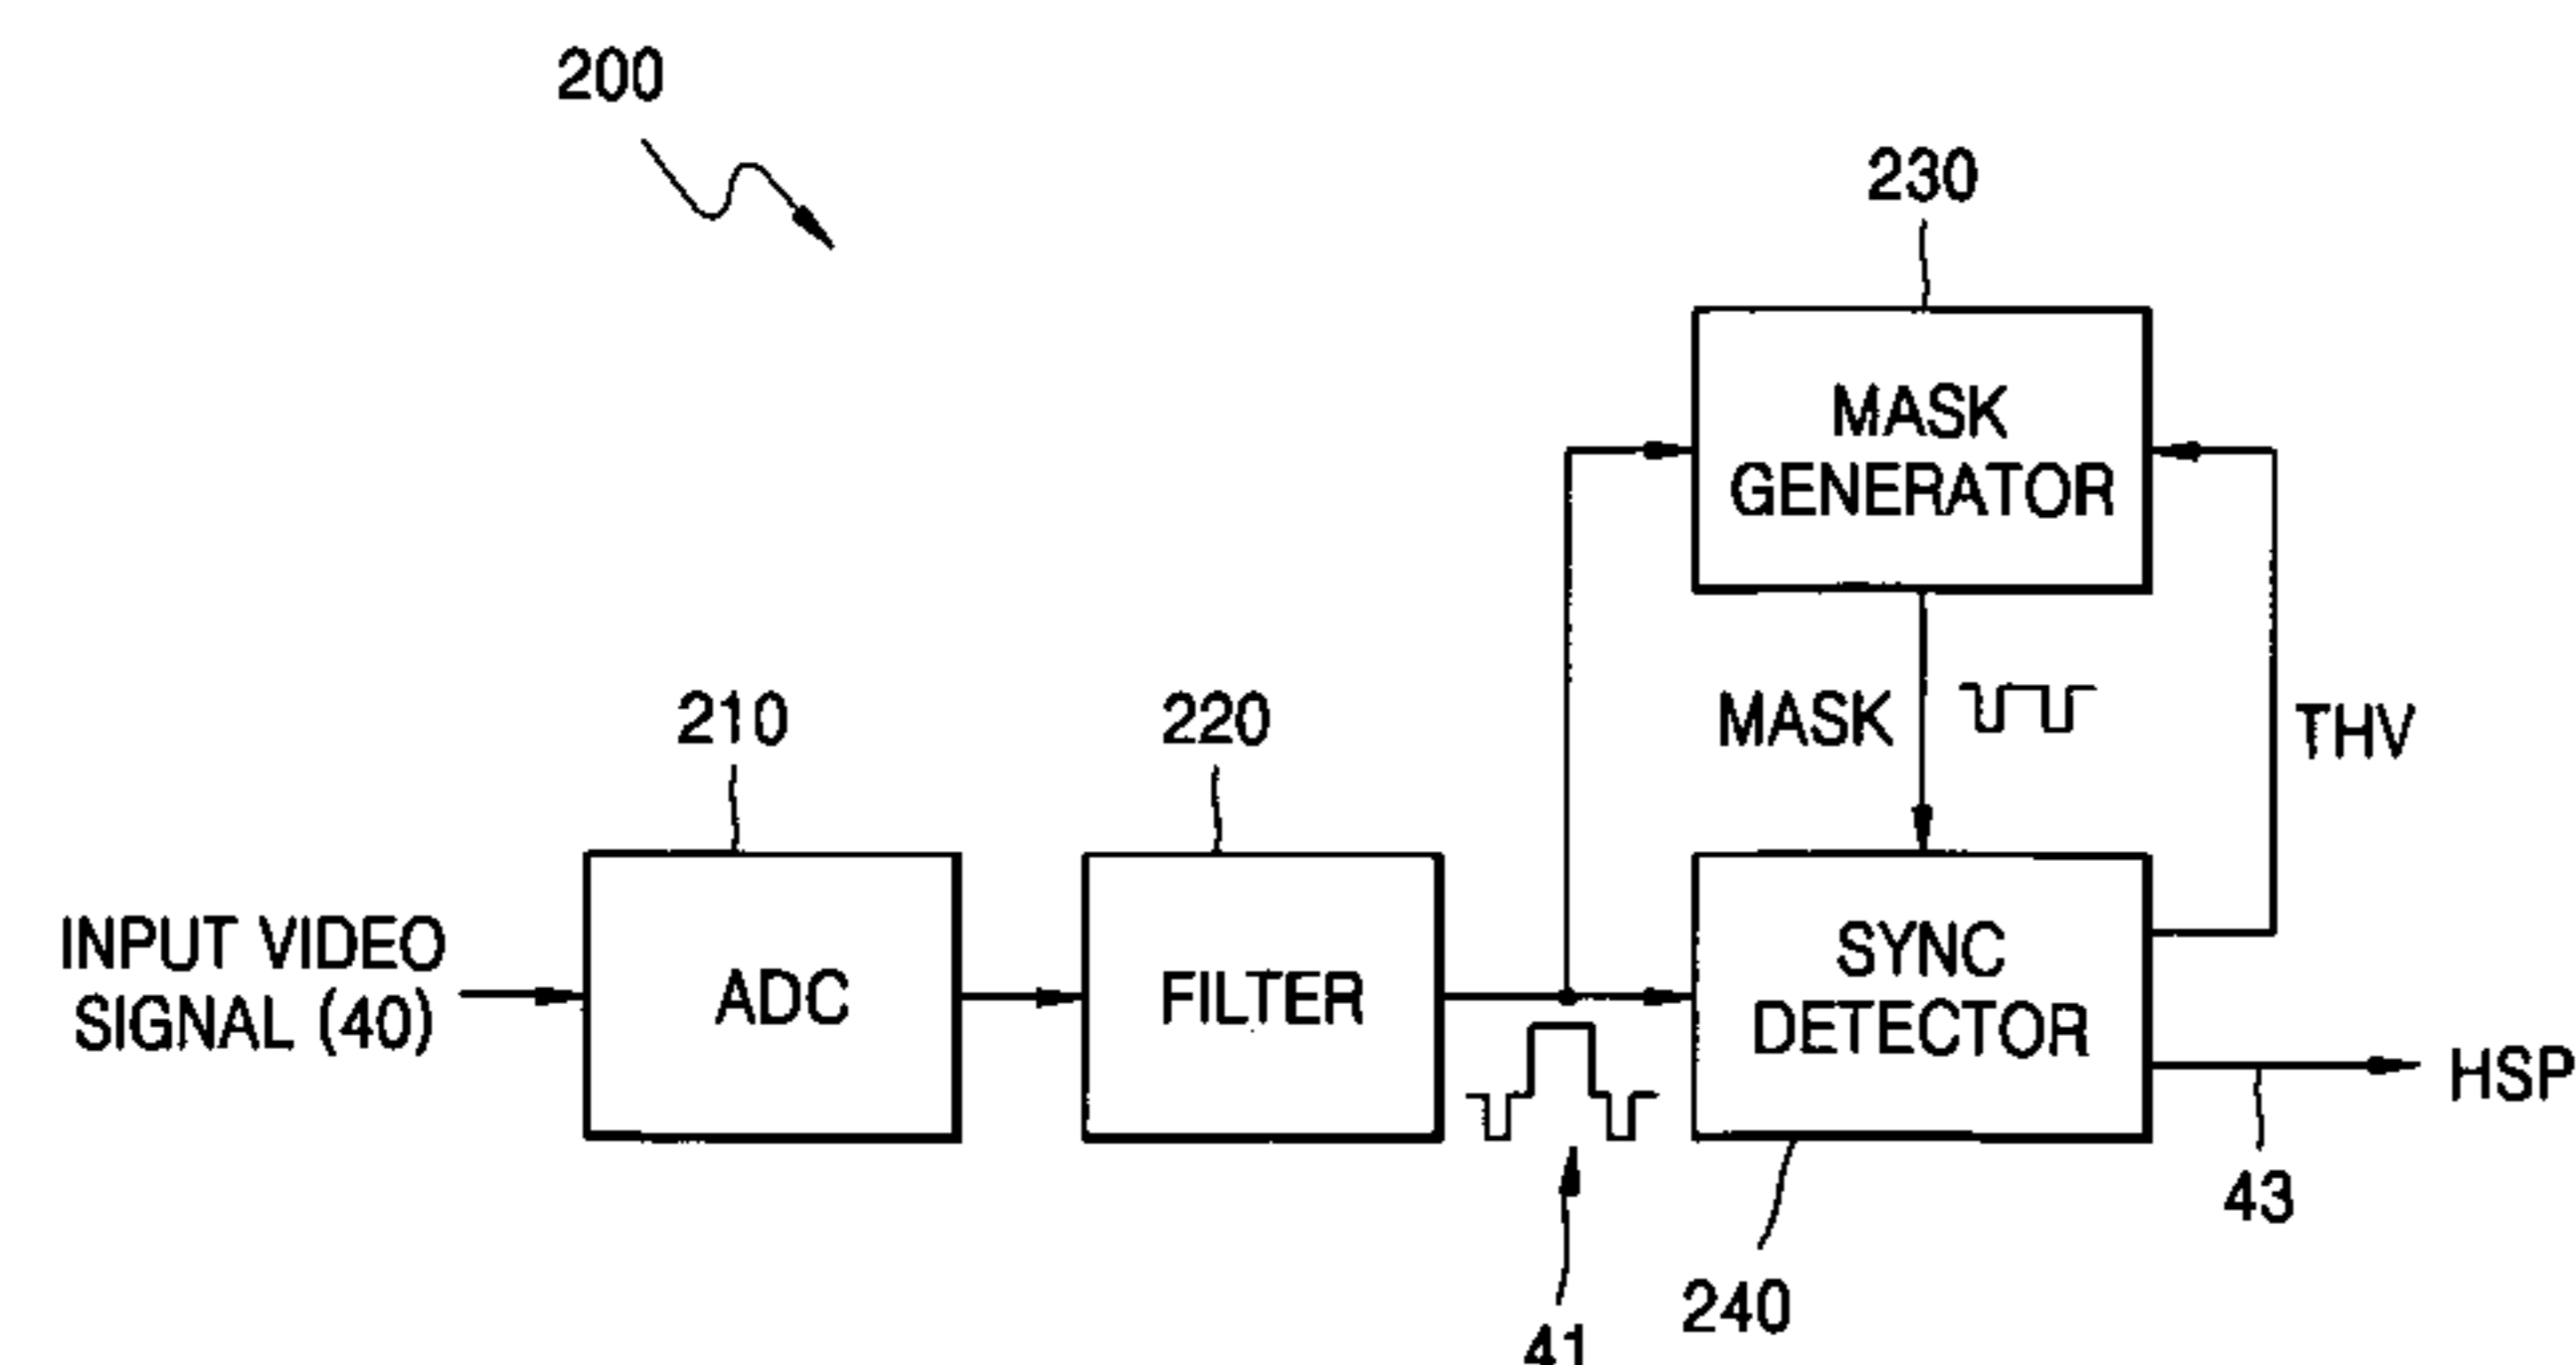 200
230
MASK
GENERATOR
210
220
MASK
THV
INPUT VIDEO
SIGNAL (40)
ADC
FILTER
SYNC
DETECTOR
HSP
43
240
41